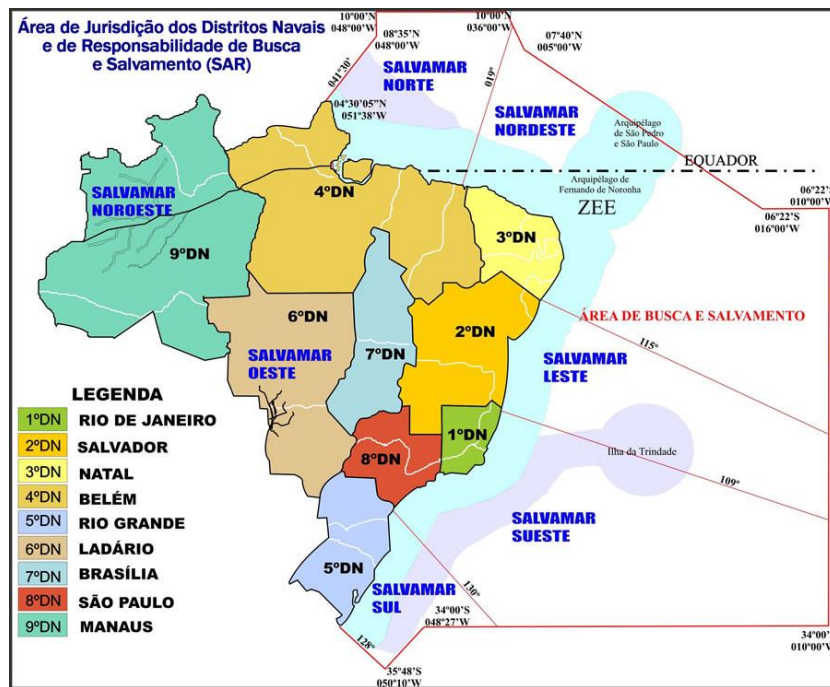 Área de Jurisdição dos Distritos Navais
e de Responsabilidade de Busca
e Salvamento (SAR)
10°00'N
048°00'W
08°35'N
048°00'W
10°00'N
036°00'W
07°40'N
005°00'W
041°30'
019°
04°30'05"N
051°38'W
SALVAMAR
NORTE
SALVAMAR
NORDESTE
Arquipélago
de São Pedro
e São Paulo
EQUADOR
Arquipélago de
Fernando de Noronha
ZEE
06°22'S
010°00'W
06°22'S
016°00'W
SALVAMAR
NOROESTE
4ºDN
3ºDN
9ºDN
6ºDN
2ºDN
7ºDN
ÁREA DE BUSCA E SALVAMENTO
115°
SALVAMAR
OESTE
SALVAMAR
LESTE
1ºDN
8ºDN
Ilha da Trindade
109°
SALVAMAR
SUESTE
5ºDN
SALVAMAR
SUL
130°
128°
34°00'S
048°27'W
34°00'
010°00'W
35°48'S
050°10'W
LEGENDA
1ºDN RIO DE JANEIRO
2ºDN SALVADOR
3ºDN NATAL
4ºDN BELÉM
5ºDN RIO GRANDE
6ºDN LADÁRIO
7ºDN BRASÍLIA
8ºDN SÃO PAULO
9ºDN MANAUS